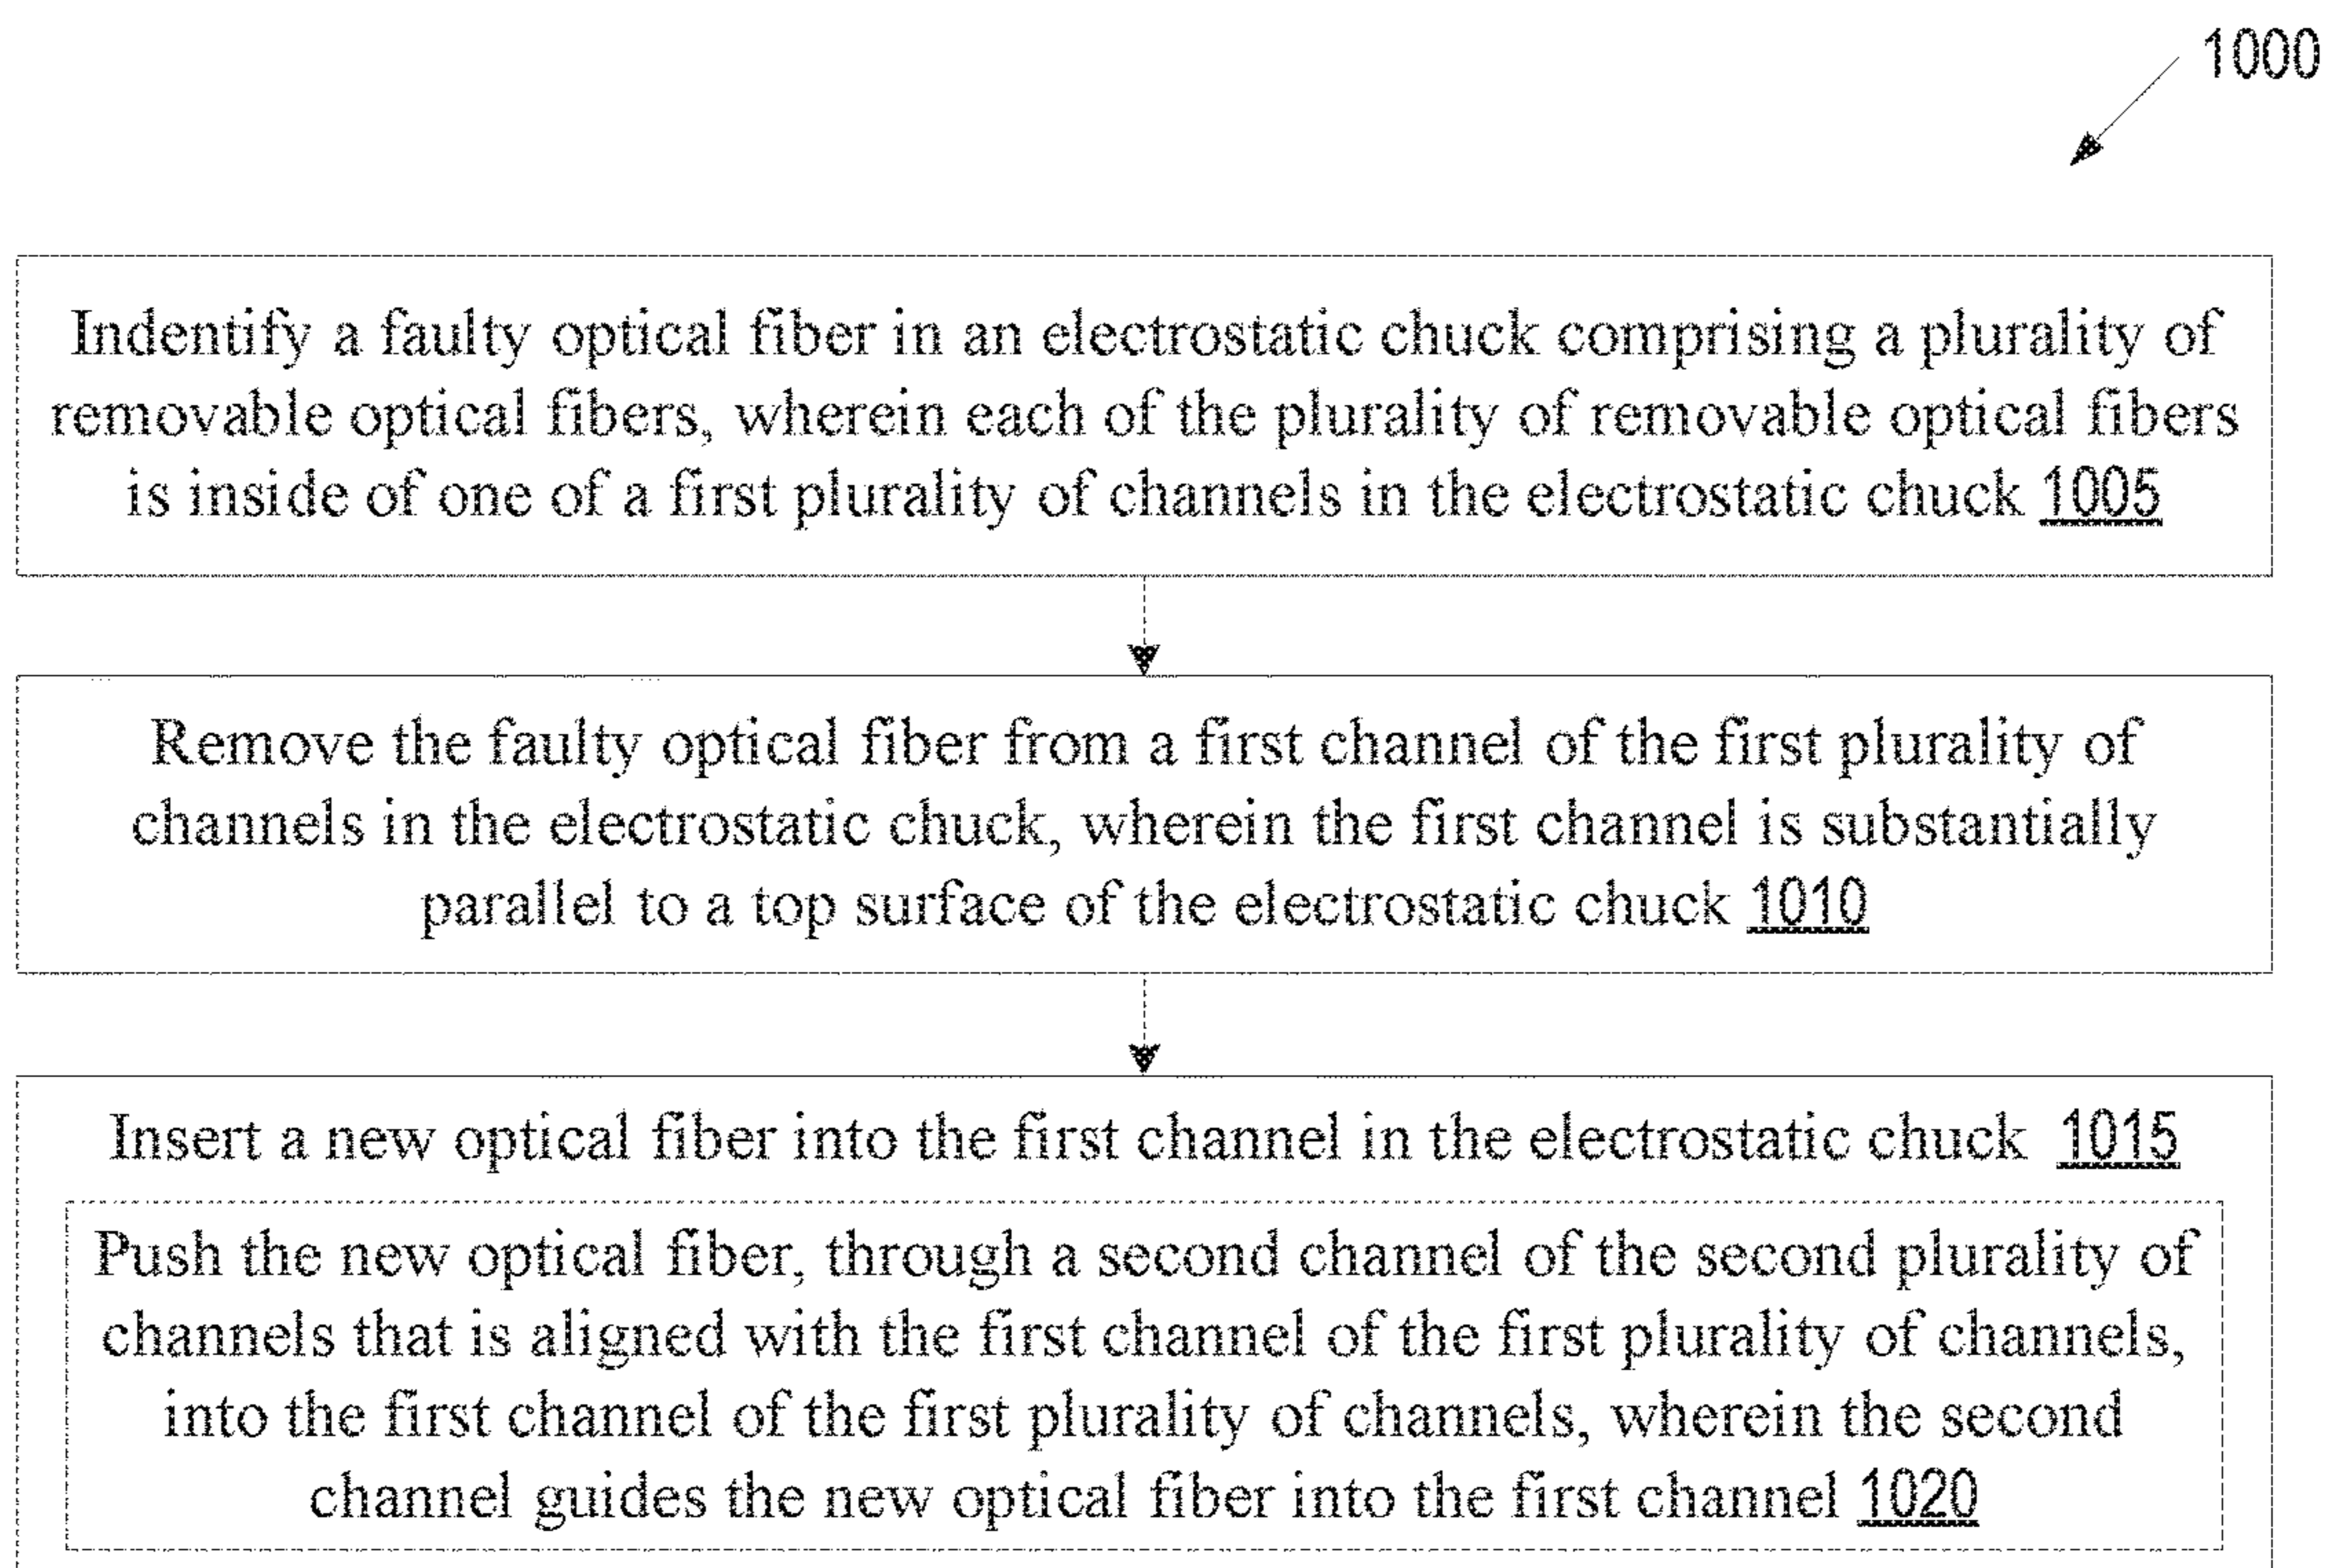 1000
Indentify a faulty optical fiber in an electrostatic chuck comprising a plurality of
removable optical fibers, wherein each of the plurality of removable optical fibers
is inside of one of a first plurality of channels in the electrostatic chuck 1005
Remove the faulty optical fiber from a first channel of the first plurality of
channels in the electrostatic chuck, wherein the first channel is substantially
parallel to a top surface of the electrostatic chuck 1010
Insert a new optical fiber into the first channel in the electrostatic chuck 1015
Push the new optical fiber, through a second channel of the second plurality of
channels that is aligned with the first channel of the first plurality of channels,
into the first channel of the first plurality of channels, wherein the second
channel guides the new optical fiber into the first channel 1020